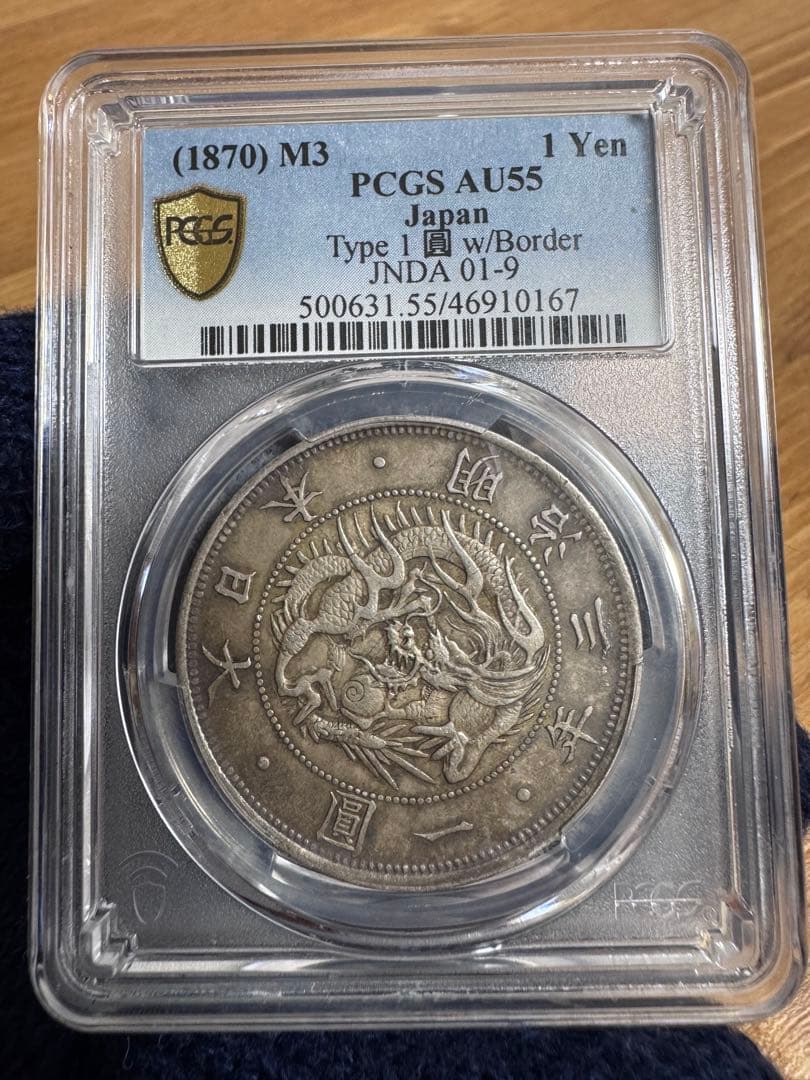 (1870) M3 1 Yen
PCGS AU55
Japan
Type 1 圓 w/Border
JNDA 01-9
500631.55/46910167
PCGS
大日本・明治三年・一圓・
PCGS